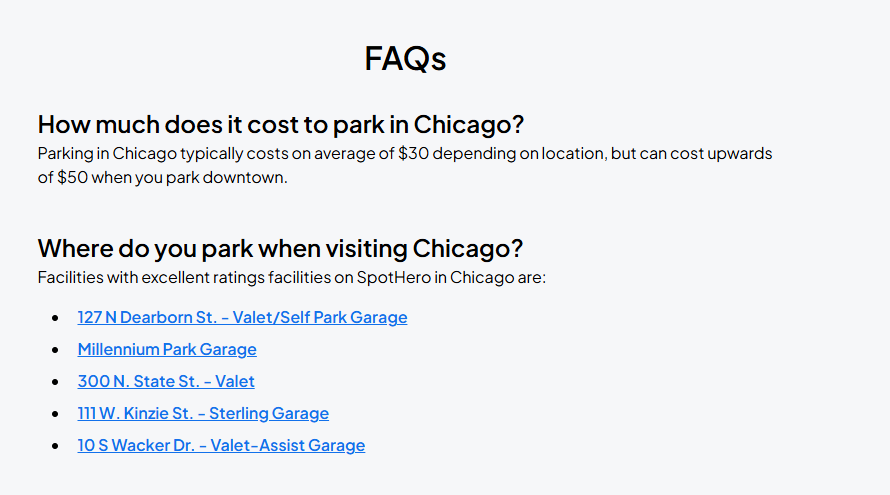 FAQs
How much does it cost to park in Chicago?
Parking in Chicago typically costs on average of $30 depending on location, but can cost upwards
of $50 when you park downtown.
Where do you park when visiting Chicago?
Facilities with excellent ratings facilities on SpotHero in Chicago are:
• 127 N Dearborn St. - Valet/Self Park Garage
• Millennium Park Garage
• 300 N. State St. - Valet
• 111 W. Kinzie St. - Sterling Garage
• 10 S Wacker Dr. - Valet-Assist Garage